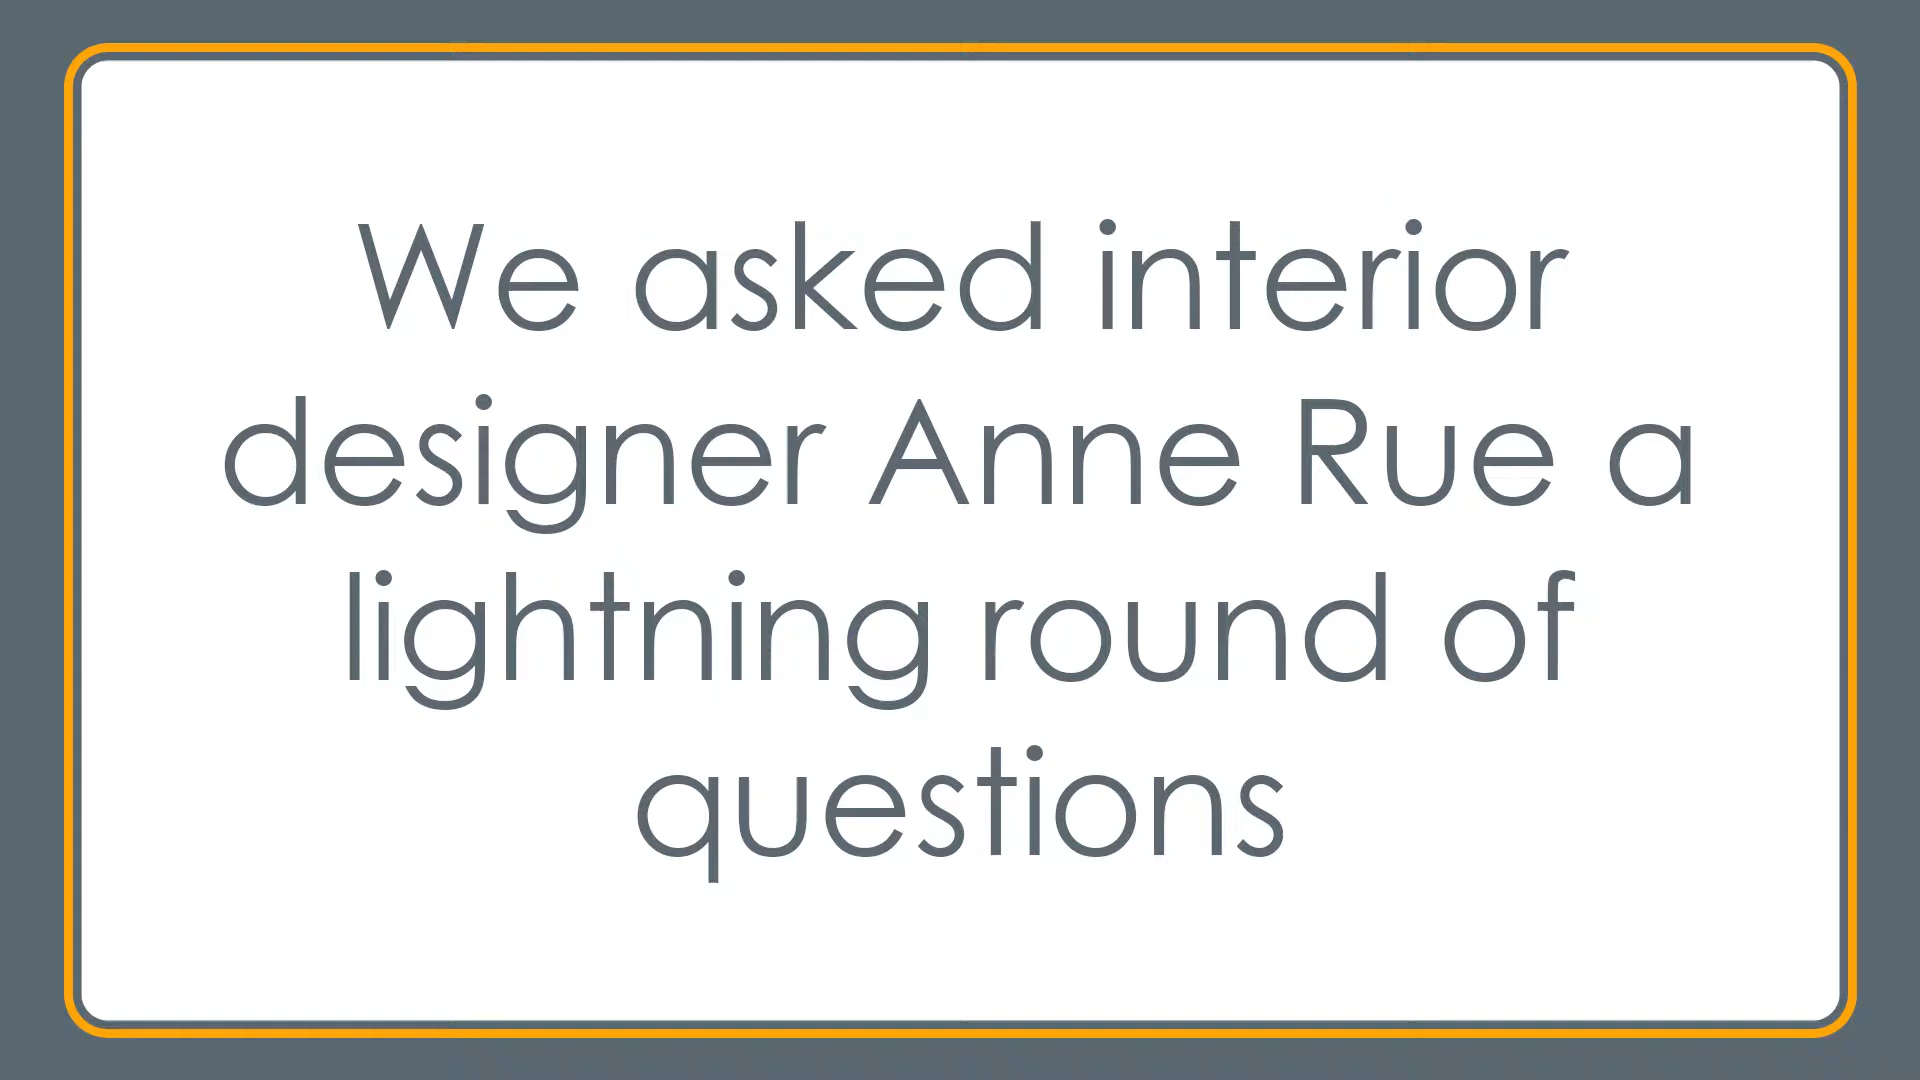 We asked interior
designer Anne Rue a
lightning round of
questions